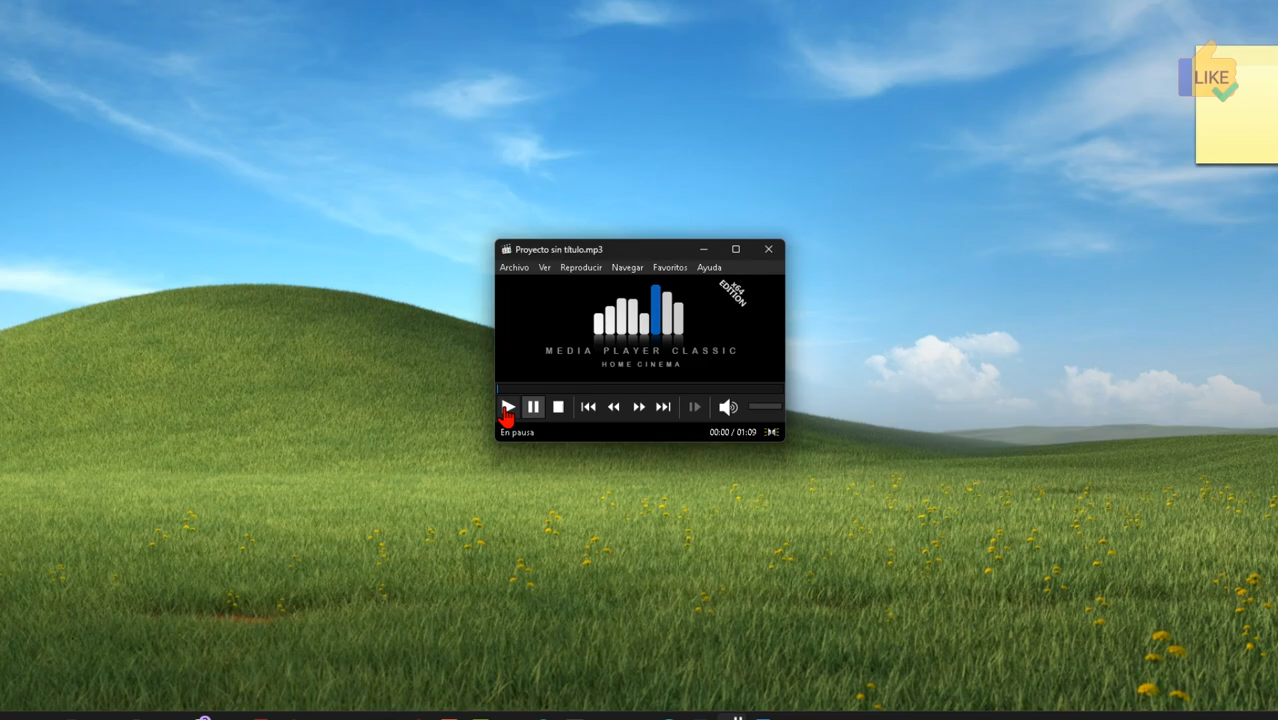 LIKE
Proyecto sin título.mp3
Archivo Ver Reproducir Navegar Favoritos Ayuda
x64
EDITION
MEDIA PLAYER CLASSIC
HOME CINEMA
En pausa 00:00 / 01:09